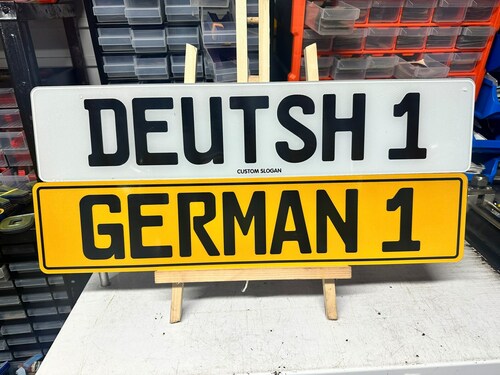 DEUTSH 1
CUSTOM SLOGAN
GERMAN 1